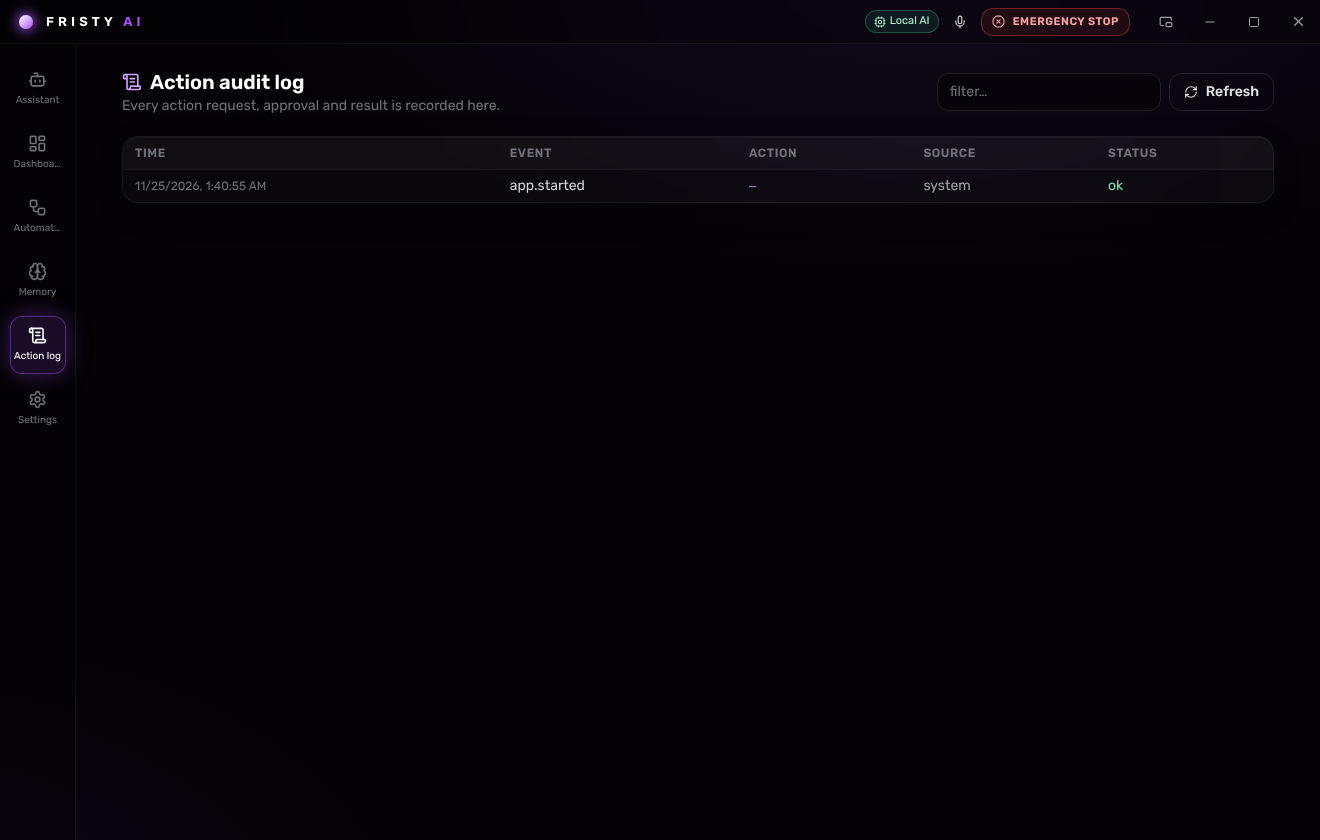 FRISTY AI
Local AI
EMERGENCY STOP
Assistant
Dashboa...
Automat...
Memory
Action log
Settings
Action audit log
Every action request, approval and result is recorded here.
filter...
Refresh
TIME EVENT ACTION SOURCE STATUS
11/25/2026, 1:40:55 AM app.started – system ok